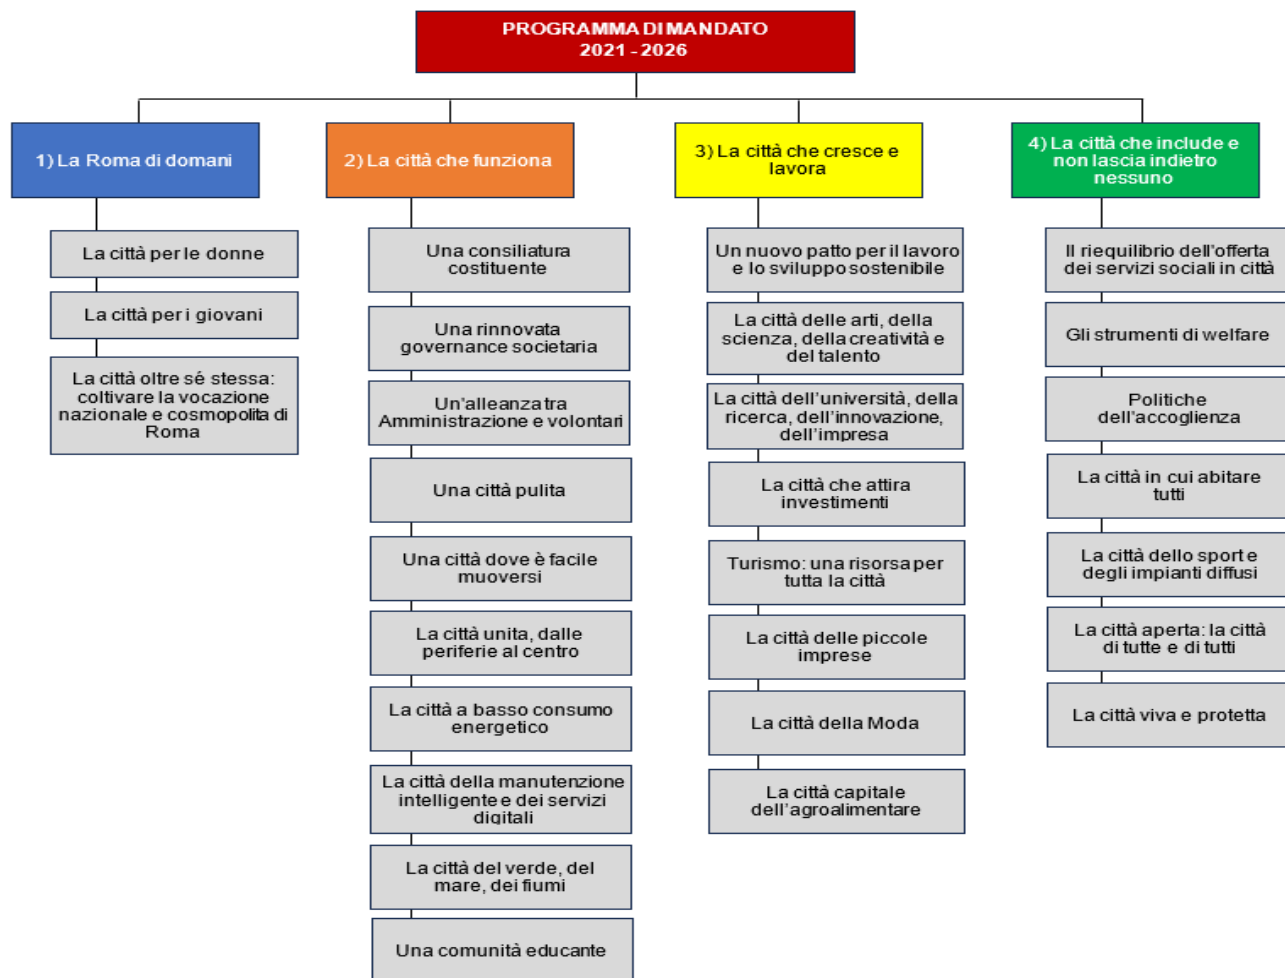 PROGRAMMA DI MANDATO
2021 - 2026
1) La Roma di domani
La città per le donne
La città per i giovani
La città oltre sé stessa:
coltivare la vocazione
nazionale e cosmopolita di
Roma
2) La città che funziona
Una consiliatura
costituente
Una rinnovata
governance societaria
Un'alleanza tra
Amministrazione e volontari
Una città pulita
Una città dove è facile
muoversi
La città unita, dalle
periferie al centro
La città a basso consumo
energetico
La città della manutenzione
intelligente e dei servizi
digitali
La città del verde, del
mare, dei fiumi
Una comunità educante
3) La città che cresce e
lavora
Un nuovo patto per il lavoro
e lo sviluppo sostenibile
La città delle arti, della
scienza, della creatività e
del talento
La città dell'università, della
ricerca, dell'innovazione,
dell'impresa
La città che attira
investimenti
Turismo: una risorsa per
tutta la città
La città delle piccole
imprese
La città della Moda
La città capitale
dell'agroalimentare
4) La città che include e
non lascia indietro
nessuno
Il riequilibrio dell'offerta
dei servizi sociali in città
Gli strumenti di welfare
Politiche
dell'accoglienza
La città in cui abitare
tutti
La città dello sport e
degli impianti diffusi
La città aperta: la città
di tutte e di tutti
La città viva e protetta